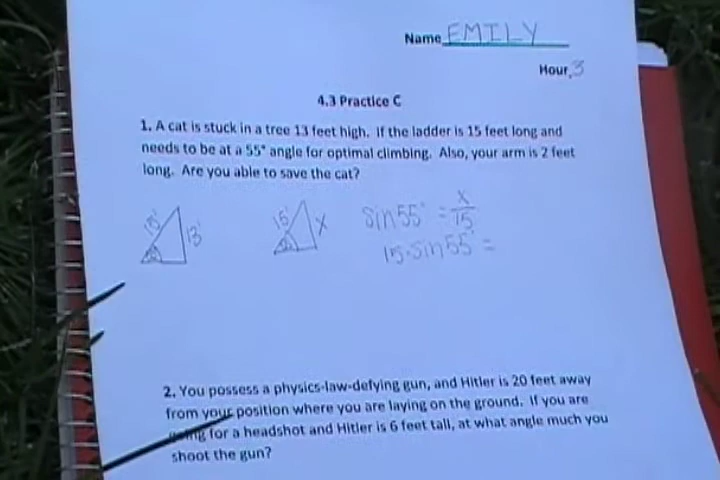 Name EMILY
Hour 3
4.3 Practice C
1. A cat is stuck in a tree 13 feet high. If the ladder is 15 feet long and
needs to be at a 55° angle for optimal climbing. Also, your arm is 2 feet
long. Are you able to save the cat?
15' 13' 15' x sin55° = x/15
15·sin55° =
2. You possess a physics-law-defying gun, and Hitler is 20 feet away
from your position where you are laying on the ground. If you are
for a headshot and Hitler is 6 feet tall, at what angle much you
shoot the gun?